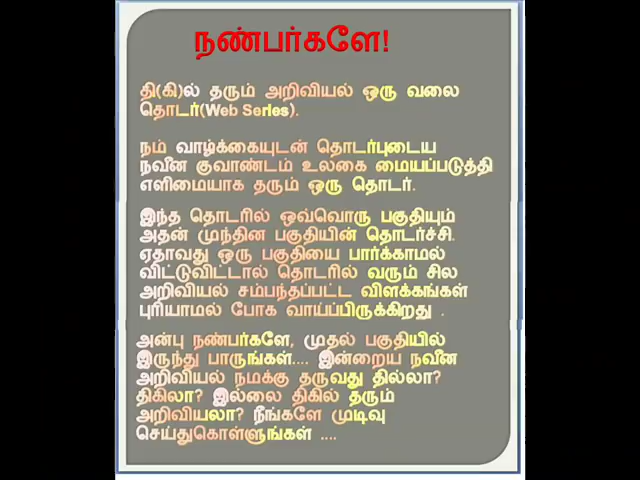 நண்பர்களே!
தி(கி)ல் தரும் அறிவியல் ஒரு வலை
தொடர்(Web Series).
நம் வாழ்க்கையுடன் தொடர்புடைய
நவீன குவாண்டம் உலகை மையப்படுத்தி
எளிமையாக தரும் ஒரு தொடர்.
இந்த தொடரில் ஒவ்வொரு பகுதியும்
அதன் முந்தின பகுதியின் தொடர்ச்சி.
ஏதாவது ஒரு பகுதியை பார்க்காமல்
விட்டுவிட்டால் தொடரில் வரும் சில
அறிவியல் சம்பந்தப்பட்ட விளக்கங்கள்
புரியாமல் போக வாய்ப்பிருக்கிறது .
அன்பு நண்பர்களே, முதல் பகுதியில்
இருந்து பாருங்கள்.... இன்றைய நவீன
அறிவியல் நமக்கு தருவது தில்லா?
திகிலா? இல்லை திகில் தரும்
அறிவியலா? நீங்களே முடிவு
செய்துகொள்ளுங்கள் ....